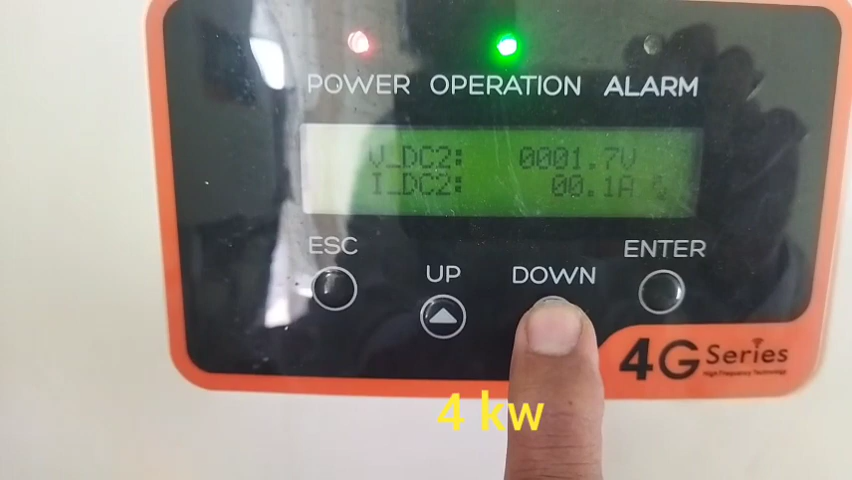 POWER OPERATION ALARM
V_DC2: 0001.7V
I_DC2: 00.1A
ESC
UP
DOWN
ENTER
4G Series
High Frequency Technology
4 kw